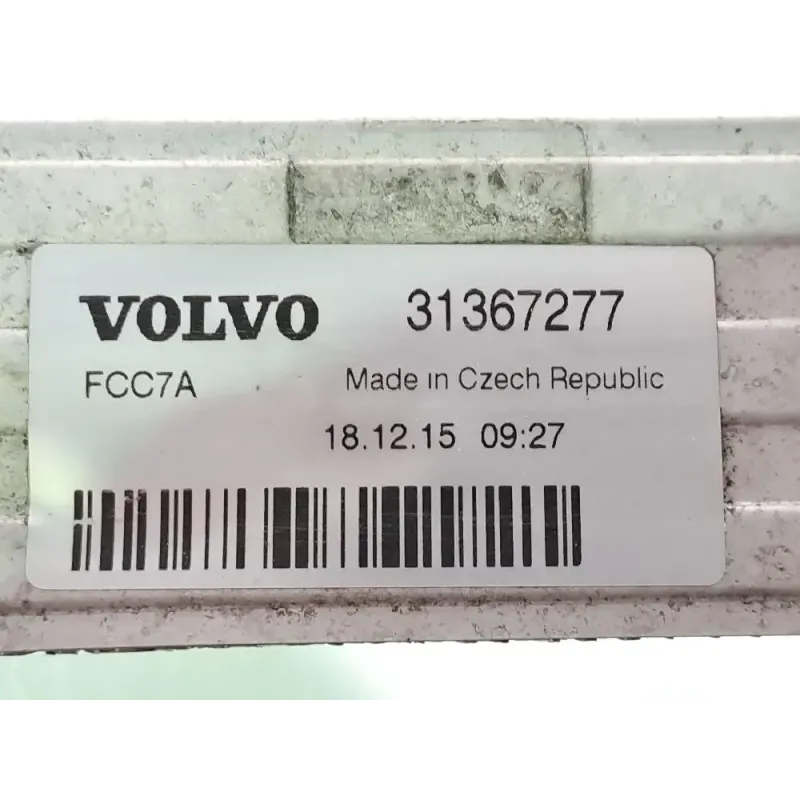 VOLVO 31367277
FCC7A Made in Czech Republic
18.12.15 09:27